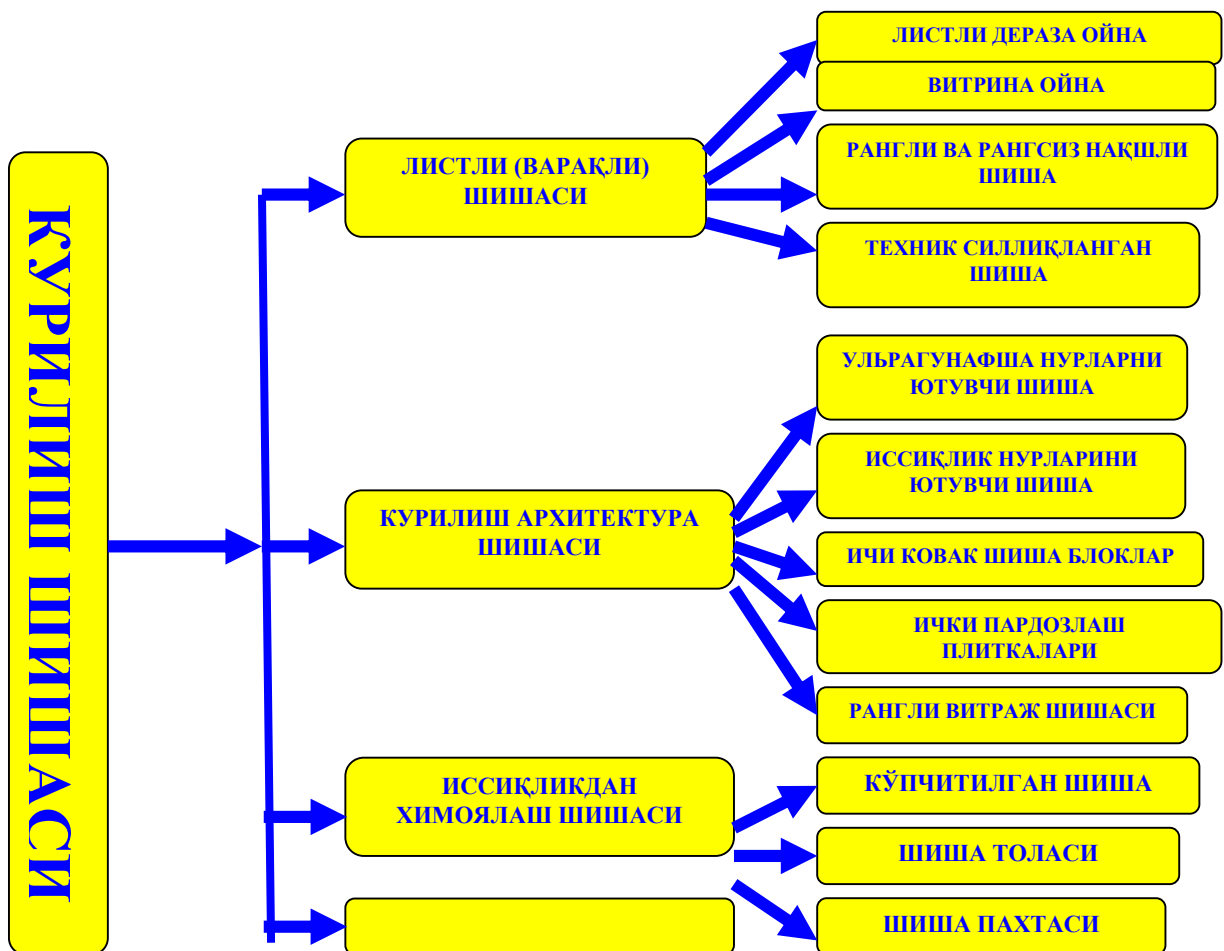 КУРИЛИШ ШИШАСИ
ЛИСТЛИ (ВАРАҚЛИ)
ШИШАСИ
ЛИСТЛИ ДЕРАЗА ОЙНА
ВИТРИНА ОЙНА
РАНГЛИ ВА РАНГСИЗ НАҚШЛИ
ШИША
ТЕХНИК СИЛЛИҚЛАНГАН
ШИША
КУРИЛИШ АРХИТЕКТУРА
ШИШАСИ
УЛЬРАГУНАФША НУРЛАРНИ
ЮТУВЧИ ШИША
ИССИҚЛИК НУРЛАРИНИ
ЮТУВЧИ ШИША
ИЧИ КОВАК ШИША БЛОКЛАР
ИЧКИ ПАРДОЗЛАШ
ПЛИТКАЛАРИ
РАНГЛИ ВИТРАЖ ШИШАСИ
ИССИҚЛИКДАН
ХИМОЯЛАШ ШИШАСИ
КЎПЧИТИЛГАН ШИША
ШИША ТОЛАСИ
ШИША ПАХТАСИ